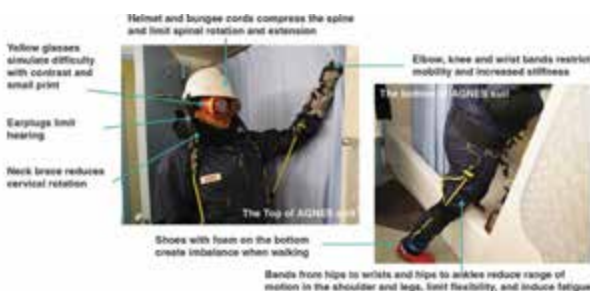 Helmet and bungee cords compress the spine
and limit spinal rotation and extension
Yellow glasses
simulate difficulty
with contrast and
small print
Elbow, knee and wrist bands restrict
mobility and increased stiffness
The bottom of AGNES suit
Earplugs limit
hearing
Neck brace reduces
cervical rotation
The Top of AGNES suit
Shoes with foam on the bottom
create imbalance when walking
Bands from hips to wrists and hips to ankles reduce range of
motion in the shoulder and legs, limit flexibility, and induce fatigue